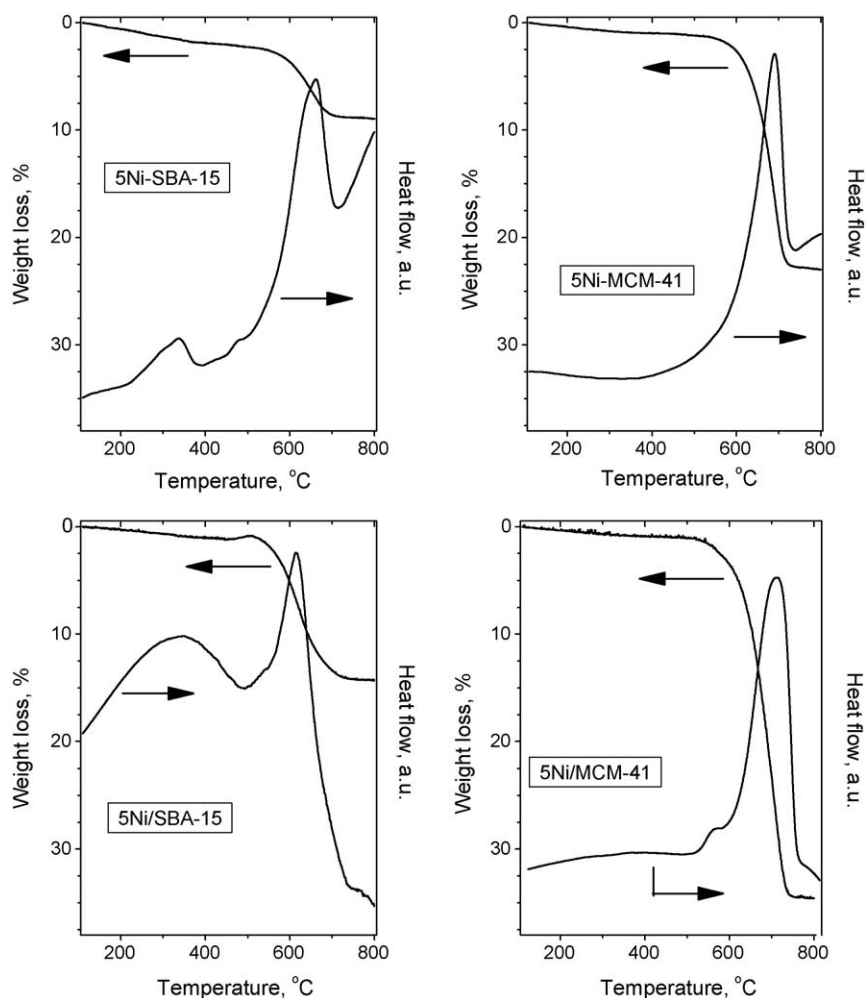 0
10
20
30
Weight loss, %
5Ni-SBA-15
Heat flow, a.u.
200 400 600 800
Temperature, °C
0
10
20
30
Weight loss, %
5Ni-MCM-41
Heat flow, a.u.
200 400 600 800
Temperature, °C
0
10
20
30
Weight loss, %
5Ni/SBA-15
Heat flow, a.u.
200 400 600 800
Temperature, °C
0
10
20
30
Weight loss, %
5Ni/MCM-41
Heat flow, a.u.
200 400 600 800
Temperature, °C